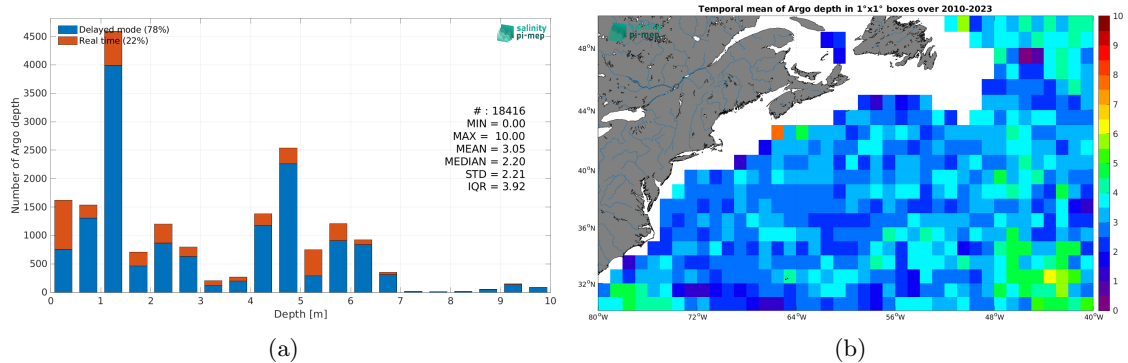 Delayed mode (78%)
Real time (22%)
salinity
pi-mep
# : 18416
MIN = 0.00
MAX = 10.00
MEAN = 3.05
MEDIAN = 2.20
STD = 2.21
IQR = 3.92
Number of Argo depth
4500
4000
3500
3000
2500
2000
1500
1000
500
0
0 1 2 3 4 5 6 7 8 9 10
Depth [m]
(a)
Temporal mean of Argo depth in 1°x1° boxes over 2010-2023
salinity
pi-mep
48°N
44°N
40°N
36°N
32°N
80°W 72°W 64°W 56°W 48°W 40°W
10
9
8
7
6
5
4
3
2
1
0
(b)